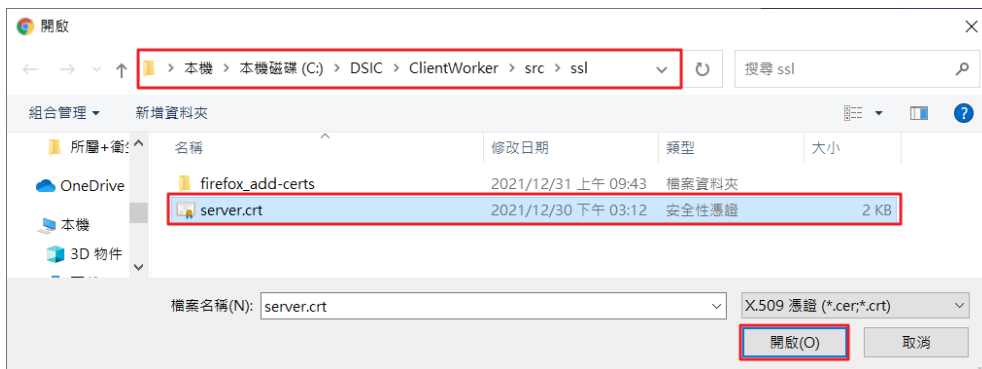 開啟
本機 > 本機磁碟 (C:) > DSIC > ClientWorker > src > ssl
搜尋 ssl
組合管理 新增資料夾
名稱 修改日期 類型 大小
所屬+衛
firefox_add-certs 2021/12/31 上午 09:43 檔案資料夾
OneDrive
server.crt 2021/12/30 下午 03:12 安全性憑證 2 KB
本機
3D 物件
檔案名稱(N): server.crt X.509 憑證 (*.cer;*.crt)
開啟(O) 取消